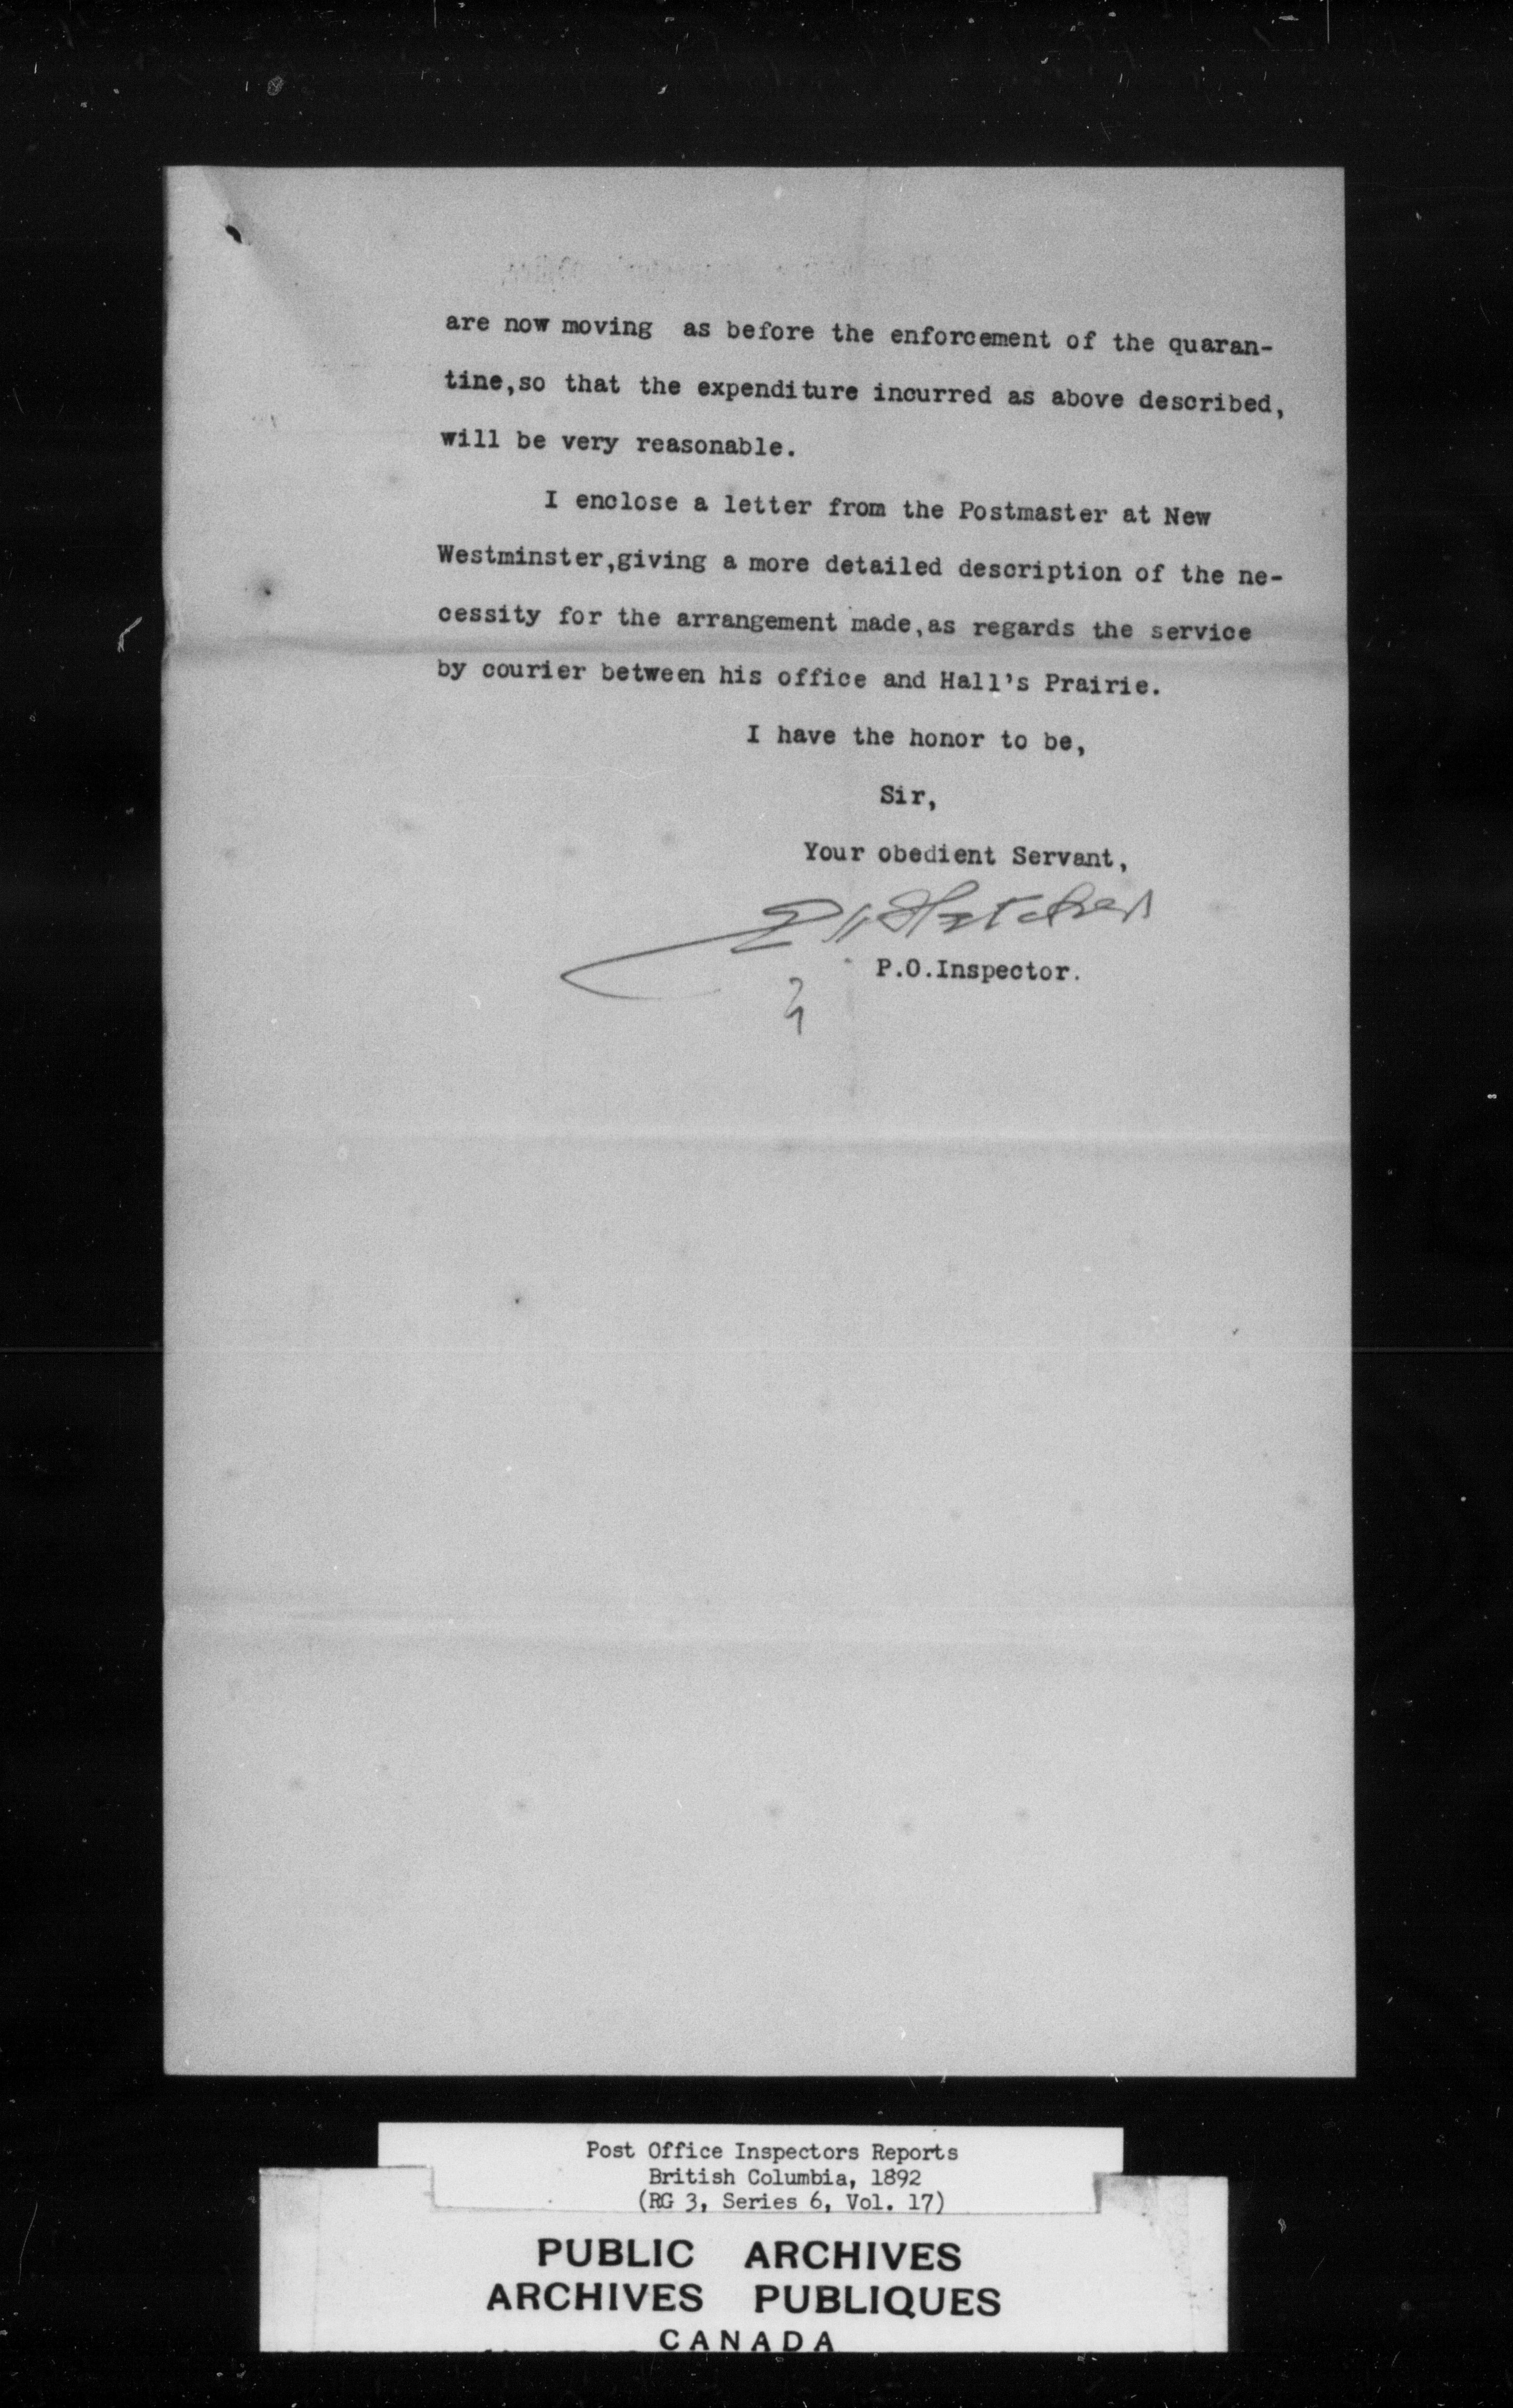 are now moving as before the enforcement of the quaran-
tine,so that the expenditure incurred as above described,
will be very reasonable.
I enclose a letter from the Postmaster at New
Westminster,giving a more detailed description of the ne-
cessity for the arrangement made,as regards the service
by courier between his office and Hall's Prairie.
I have the honor to be,
Sir,
Your obedient Servant,
P.O.Inspector.
Post Office Inspectors Reports
British Columbia, 1892
(RG 3, Series 6, Vol. 17)
PUBLIC ARCHIVES
ARCHIVES PUBLIQUES
CANADA